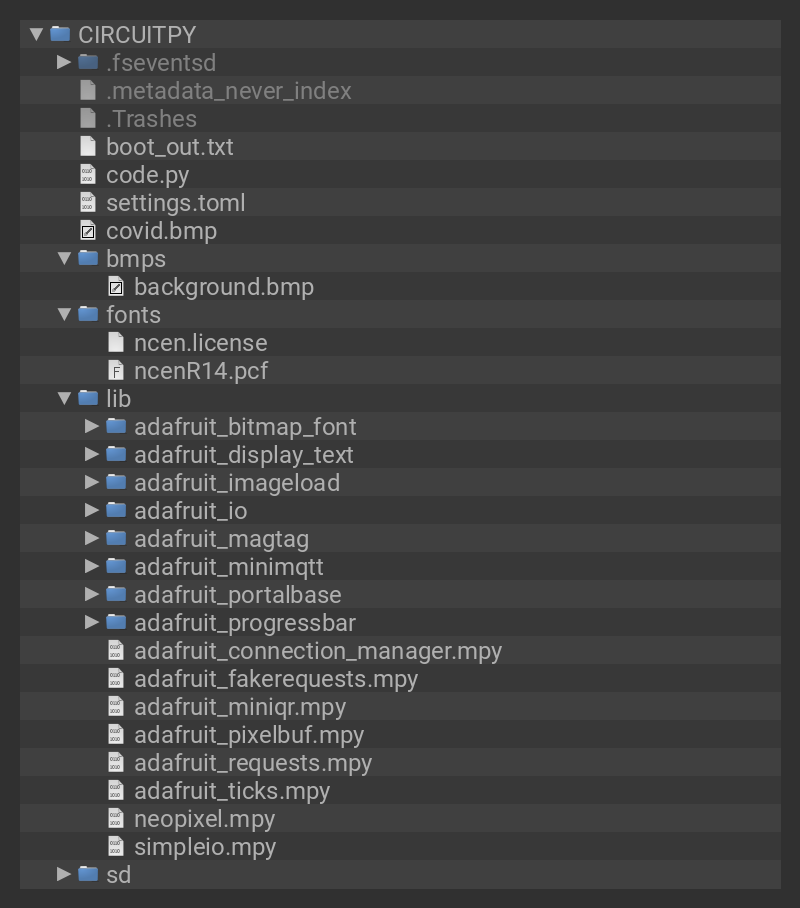 CIRCUITPY
.fseventsd
.metadata_never_index
.Trashes
boot_out.txt
code.py
settings.toml
covid.bmp
bmps
background.bmp
fonts
ncen.license
ncenR14.pcf
lib
adafruit_bitmap_font
adafruit_display_text
adafruit_imageload
adafruit_io
adafruit_magtag
adafruit_minimqtt
adafruit_portalbase
adafruit_progressbar
adafruit_connection_manager.mpy
adafruit_fakerequests.mpy
adafruit_miniqr.mpy
adafruit_pixelbuf.mpy
adafruit_requests.mpy
adafruit_ticks.mpy
neopixel.mpy
simpleio.mpy
sd